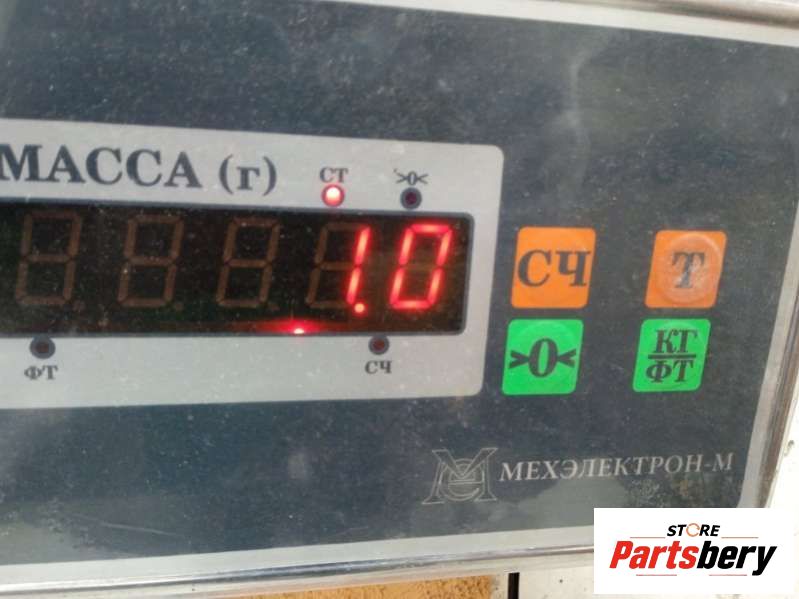 МАССА (г)
СТ >0<
1.0
ФТ СЧ
СЧ Т
>0< КГ/ФТ
МЕХЭЛЕКТРОН-М
STORE
Partsbery